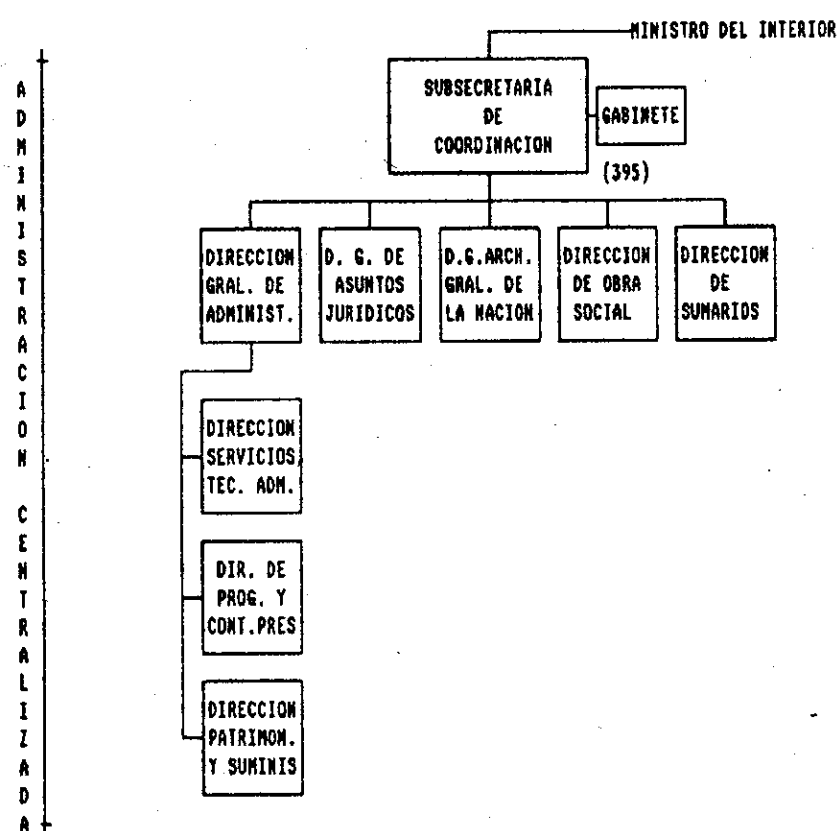 MINISTRO DEL INTERIOR
SUBSECRETARIA
DE
COORDINACION
GABINETE
(395)
DIRECCION
GRAL. DE
ADMINIST.
D. G. DE
ASUNTOS
JURIDICOS
D.G.ARCH.
GRAL. DE
LA NACION
DIRECCION
DE OBRA
SOCIAL
DIRECCION
DE
SUMARIOS
DIRECCION
SERVICIOS
TEC. ADM.
DIR. DE
PROG. Y
CONT.PRES
DIRECCION
PATRIMON.
Y SUMINIS
ADMINISTRACION CENTRALIZADA